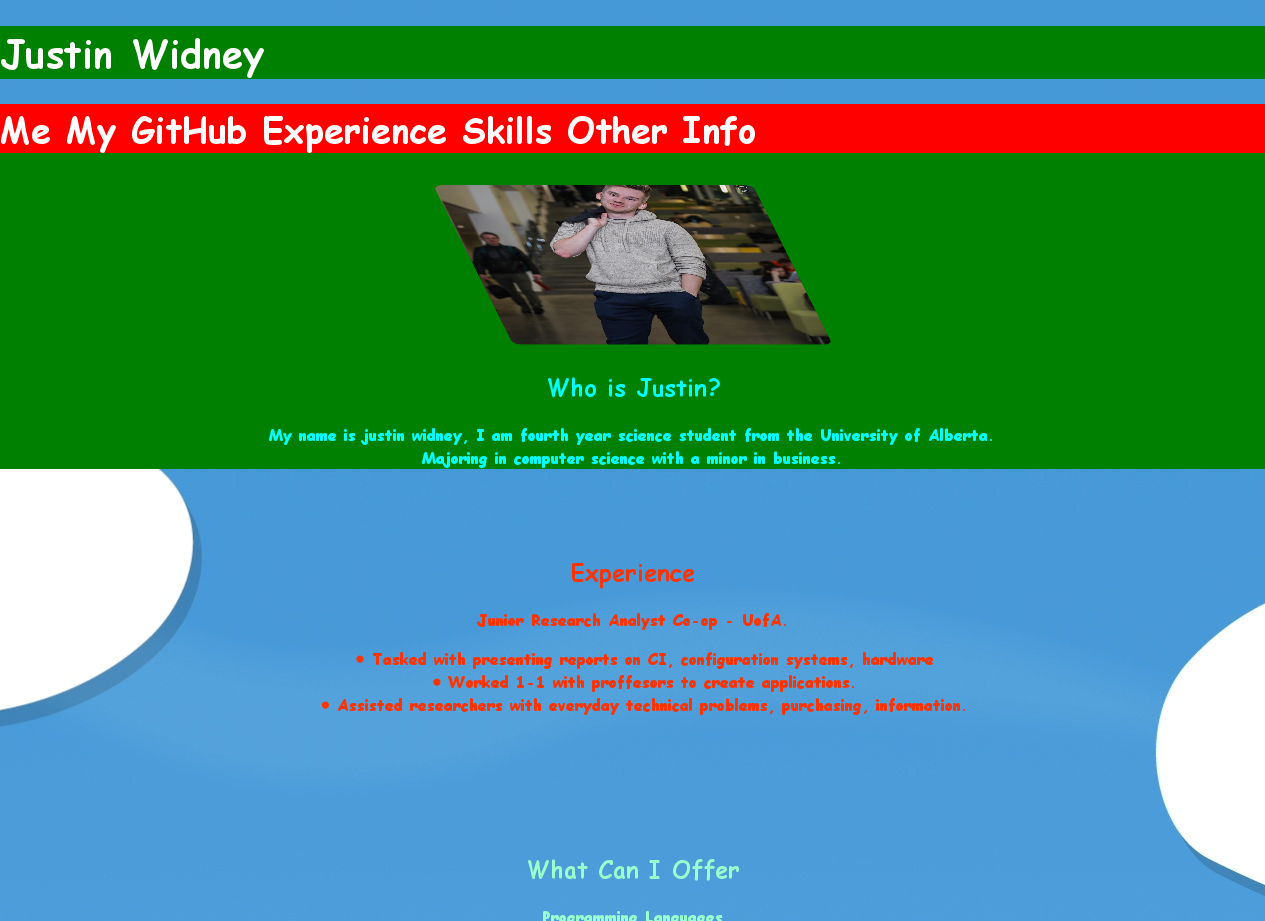 Justin Widney
Me My GitHub Experience Skills Other Info
Who is Justin?
My name is justin widney, I am fourth year science student from the University of Alberta.
Majoring in computer science with a minor in business.
Experience
Junior Research Analyst Co-op - UofA.
• Tasked with presenting reports on CI, configuration systems, hardware
• Worked 1-1 with proffesors to create applications.
• Assisted researchers with everyday technical problems, purchasing, information.
What Can I Offer
Programming Languages